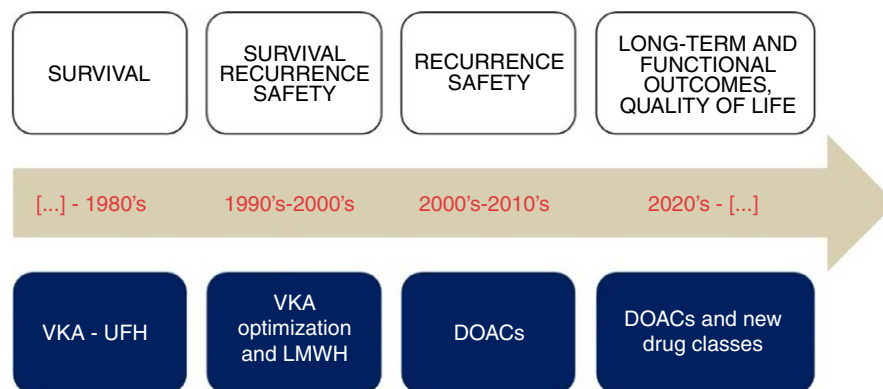 SURVIVAL
SURVIVAL
RECURRENCE
SAFETY
RECURRENCE
SAFETY
LONG-TERM AND
FUNCTIONAL
OUTCOMES,
QUALITY OF LIFE
[...] - 1980's
1990's-2000's
2000's-2010's
2020's - [...]
VKA - UFH
VKA
optimization
and LMWH
DOACs
DOACs and new
drug classes